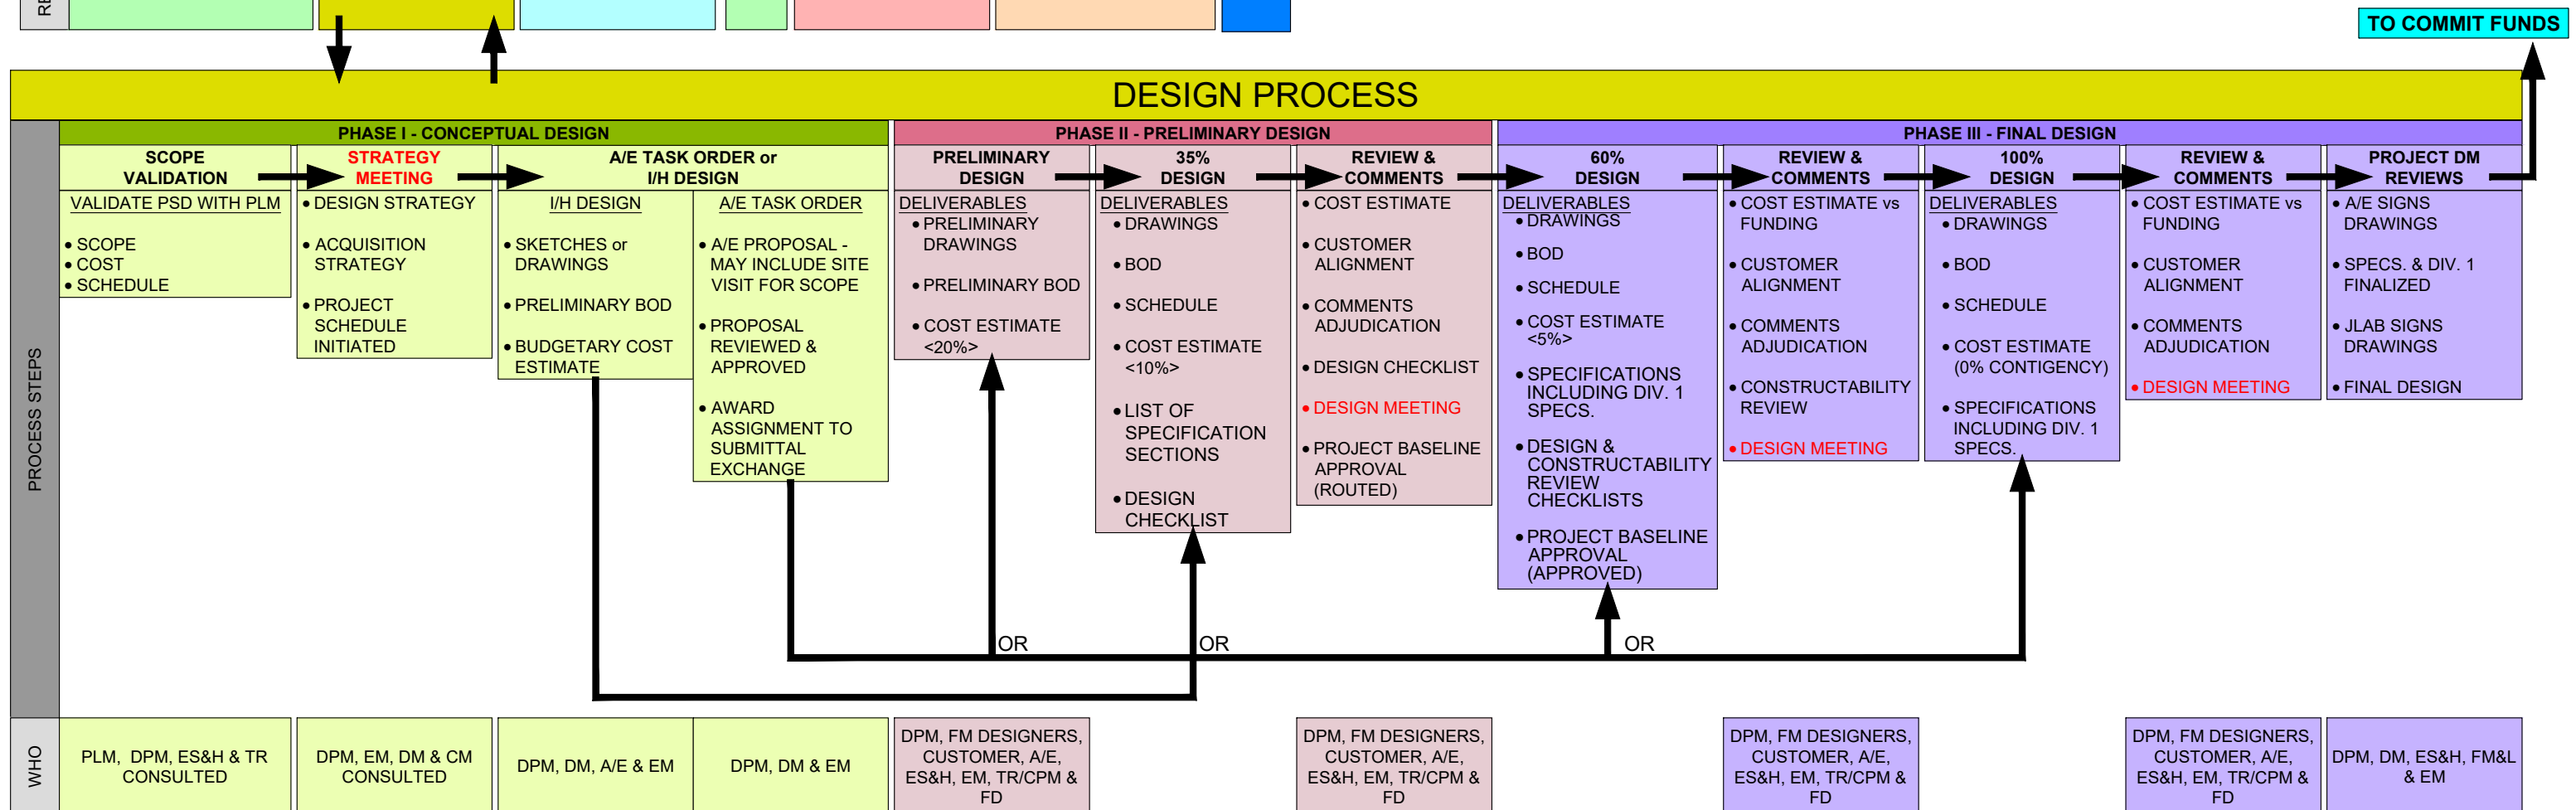 RE
TO COMMIT FUNDS
DESIGN PROCESS
PROCESS STEPS
PHASE I - CONCEPTUAL DESIGN
PHASE II - PRELIMINARY DESIGN
PHASE III - FINAL DESIGN
SCOPE
VALIDATION
VALIDATE PSD WITH PLM
• SCOPE
• COST
• SCHEDULE
STRATEGY
MEETING
• DESIGN STRATEGY
• ACQUISITION
STRATEGY
• PROJECT
SCHEDULE
INITIATED
A/E TASK ORDER or
I/H DESIGN
I/H DESIGN
• SKETCHES or
DRAWINGS
• PRELIMINARY BOD
• BUDGETARY COST
ESTIMATE
A/E TASK ORDER
• A/E PROPOSAL -
MAY INCLUDE SITE
VISIT FOR SCOPE
• PROPOSAL
REVIEWED &
APPROVED
• AWARD
ASSIGNMENT TO
SUBMITTAL
EXCHANGE
PRELIMINARY
DESIGN
DELIVERABLES
• PRELIMINARY
DRAWINGS
• PRELIMINARY BOD
• COST ESTIMATE
<20%>
35%
DESIGN
DELIVERABLES
• DRAWINGS
• BOD
• SCHEDULE
• COST ESTIMATE
<10%>
• LIST OF
SPECIFICATION
SECTIONS
• DESIGN
CHECKLIST
REVIEW &
COMMENTS
• COST ESTIMATE
• CUSTOMER
ALIGNMENT
• COMMENTS
ADJUDICATION
• DESIGN CHECKLIST
• DESIGN MEETING
• PROJECT BASELINE
APPROVAL
(ROUTED)
60%
DESIGN
DELIVERABLES
• DRAWINGS
• BOD
• SCHEDULE
• COST ESTIMATE
<5%>
• SPECIFICATIONS
INCLUDING DIV. 1
SPECS.
• DESIGN &
CONSTRUCTABILITY
REVIEW
CHECKLISTS
• PROJECT BASELINE
APPROVAL
(APPROVED)
REVIEW &
COMMENTS
• COST ESTIMATE vs
FUNDING
• CUSTOMER
ALIGNMENT
• COMMENTS
ADJUDICATION
• CONSTRUCTABILITY
REVIEW
• DESIGN MEETING
100%
DESIGN
DELIVERABLES
• DRAWINGS
• BOD
• SCHEDULE
• COST ESTIMATE
(0% CONTIGENCY)
• SPECIFICATIONS
INCLUDING DIV. 1
SPECS.
REVIEW &
COMMENTS
• COST ESTIMATE vs
FUNDING
• CUSTOMER
ALIGNMENT
• COMMENTS
ADJUDICATION
• DESIGN MEETING
PROJECT DM
REVIEWS
• A/E SIGNS
DRAWINGS
• SPECS. & DIV. 1
FINALIZED
• JLAB SIGNS
DRAWINGS
• FINAL DESIGN
OR
OR
OR
WHO
PLM, DPM, ES&H & TR
CONSULTED
DPM, EM, DM & CM
CONSULTED
DPM, DM, A/E & EM
DPM, DM & EM
DPM, FM DESIGNERS,
CUSTOMER, A/E,
ES&H, EM, TR/CPM &
FD
DPM, FM DESIGNERS,
CUSTOMER, A/E,
ES&H, EM, TR/CPM &
FD
DPM, FM DESIGNERS,
CUSTOMER, A/E,
ES&H, EM, TR/CPM &
FD
DPM, FM DESIGNERS,
CUSTOMER, A/E,
ES&H, EM, TR/CPM &
FD
DPM, DM, ES&H, FM&L
& EM